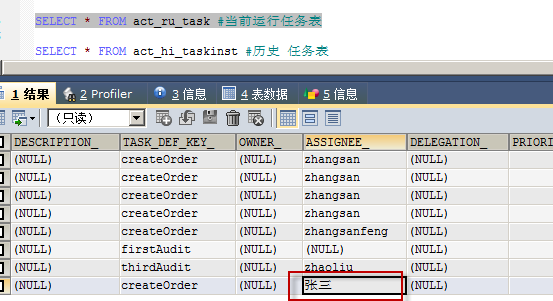 SELECT * FROM act_ru_task #当前运行任务表
SELECT * FROM act_hi_taskinst #历史 任务表
1 结果 2 Profiler 3 信息 4 表数据 5 信息
(只读)
DESCRIPTION_ TASK_DEF_KEY_ OWNER_ ASSIGNEE_ DELEGATION_ PRIORI
(NULL) createOrder (NULL) zhangsan (NULL)
(NULL) createOrder (NULL) zhangsan (NULL)
(NULL) createOrder (NULL) zhangsan (NULL)
(NULL) createOrder (NULL) zhangsan (NULL)
(NULL) createOrder (NULL) zhangsanfeng (NULL)
(NULL) firstAudit (NULL) (NULL) (NULL)
(NULL) thirdAudit (NULL) zhaoliu (NULL)
(NULL) createOrder (NULL) 张三 (NULL)